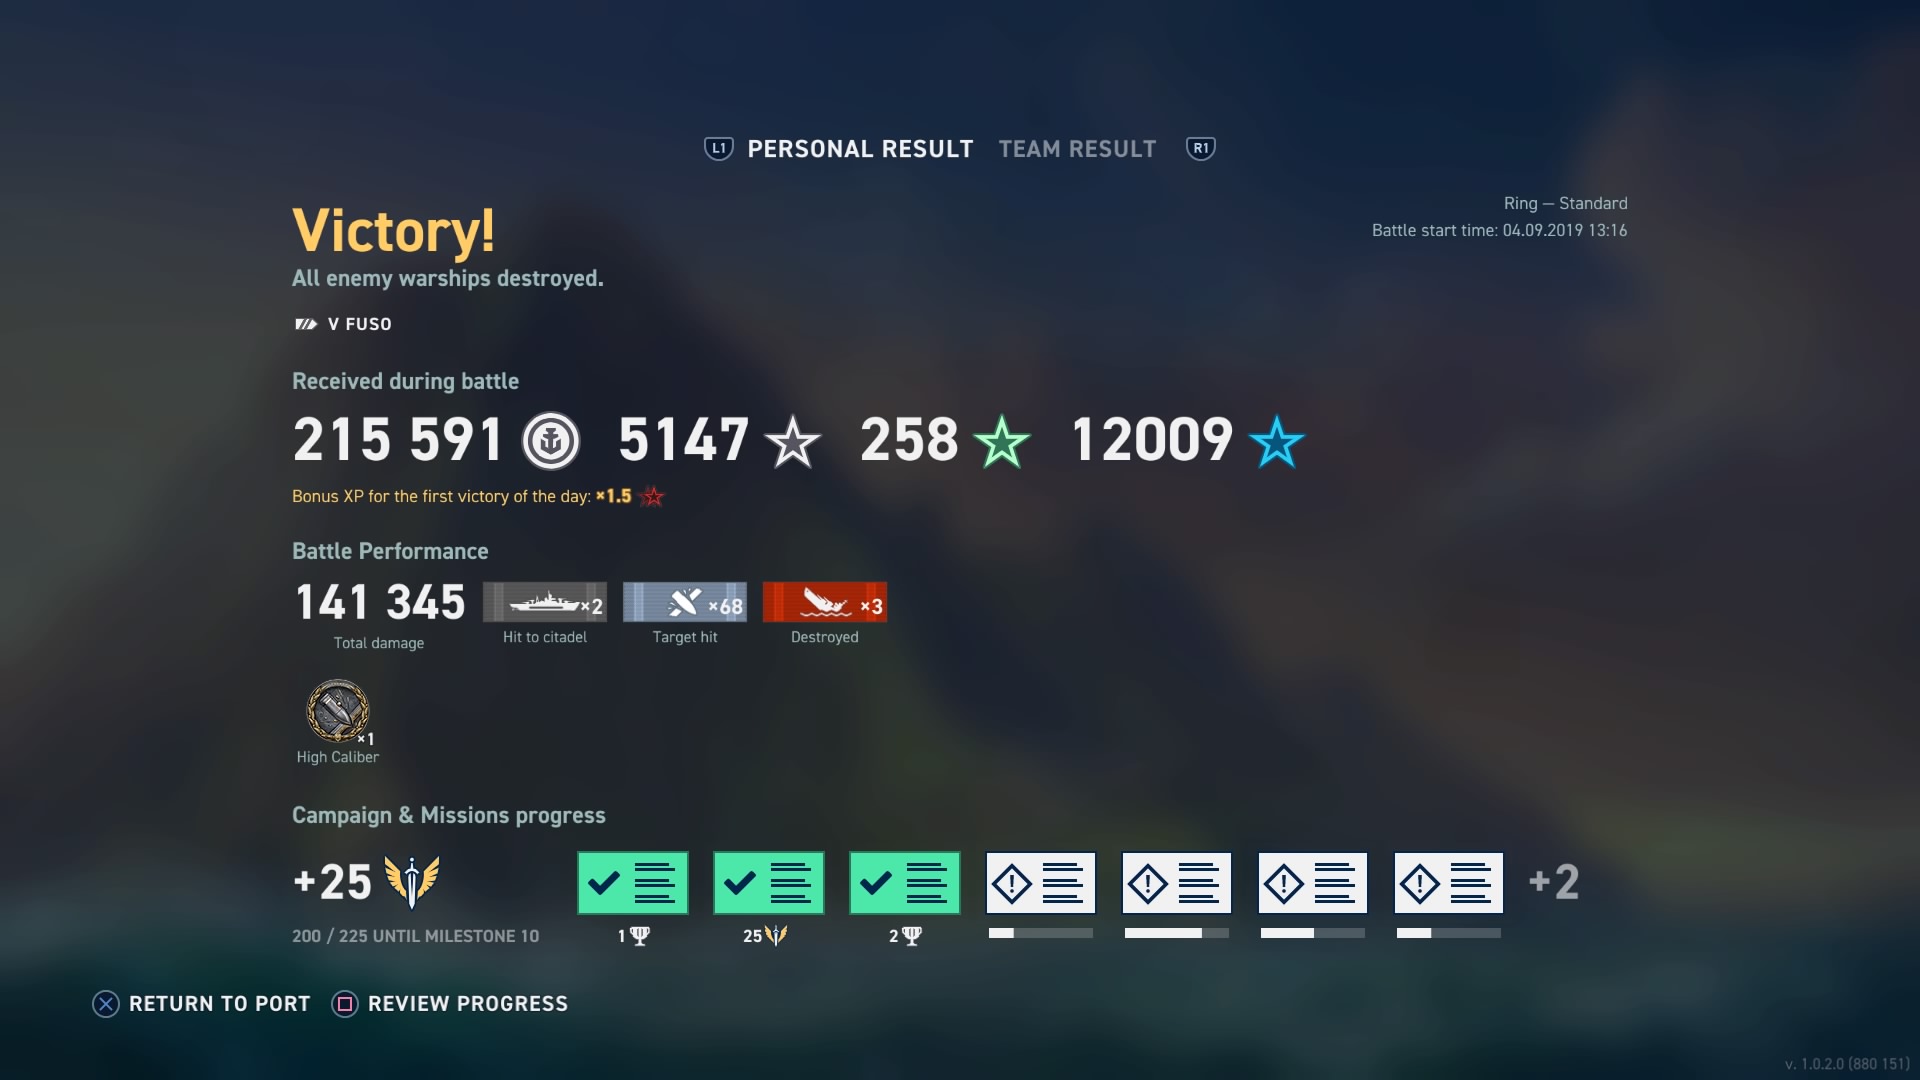 L1 PERSONAL RESULT TEAM RESULT R1
Victory!
Ring — Standard
Battle start time: 04.09.2019 13:16
All enemy warships destroyed.
V FUSO
Received during battle
215 591 5147 258 12009
Bonus XP for the first victory of the day: ×1.5
Battle Performance
141 345 ×2 ×68 ×3
Total damage Hit to citadel Target hit Destroyed
×1
High Caliber
Campaign & Missions progress
+25 +2
200 / 225 UNTIL MILESTONE 10 1 25 2
RETURN TO PORT REVIEW PROGRESS
v. 1.0.2.0 (880 151)